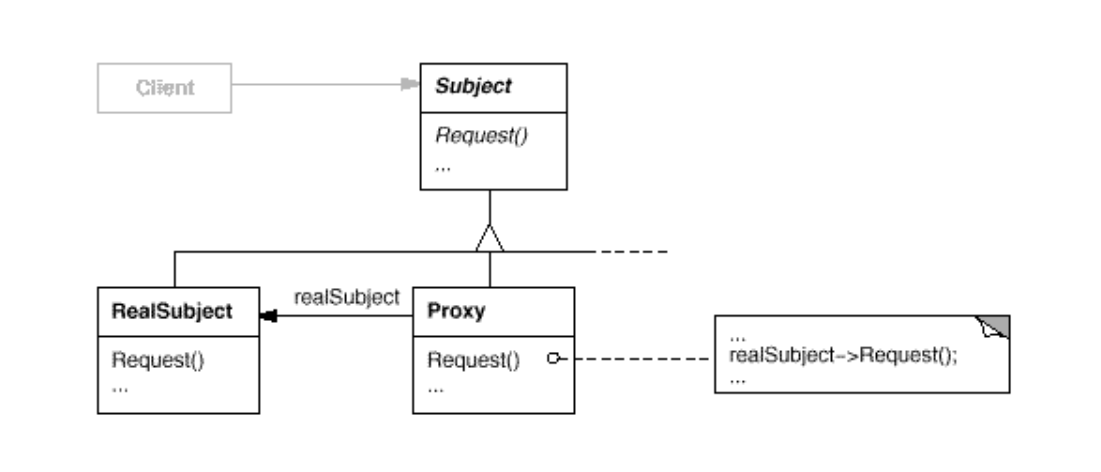 Client
Subject
Request()
...
realSubject
RealSubject
Request()
...
Proxy
Request()
...
...
realSubject->Request();
...